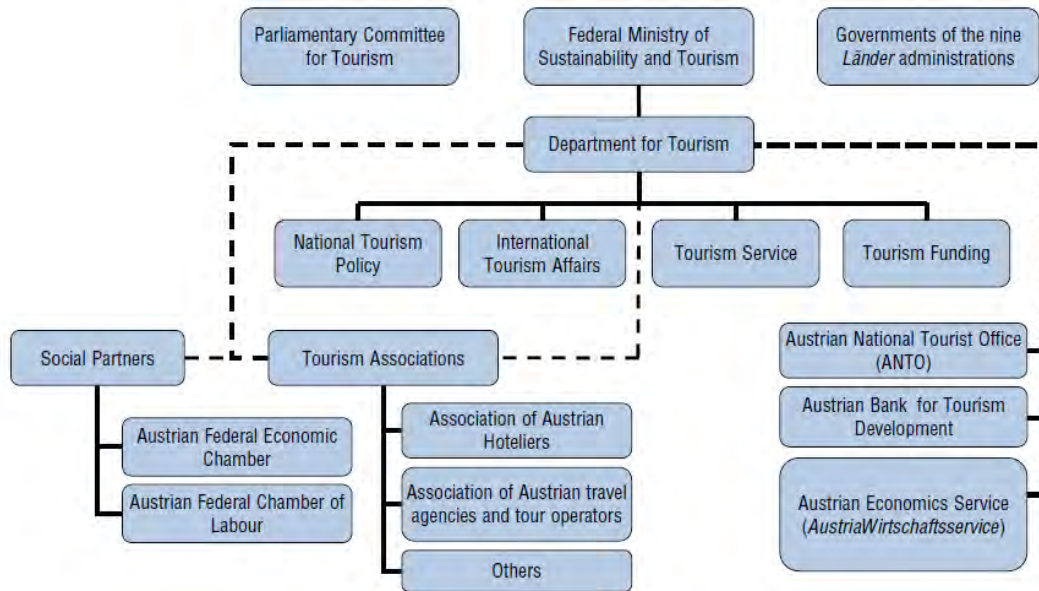 Parliamentary Committee
for Tourism
Federal Ministry of
Sustainability and Tourism
Governments of the nine
Länder administrations
Department for Tourism
National Tourism
Policy
International
Tourism Affairs
Tourism Service
Tourism Funding
Social Partners
Tourism Associations
Austrian National Tourist Office
(ANTO)
Austrian Bank for Tourism
Development
Austrian Economics Service
(AustriaWirtschaftsservice)
Austrian Federal Economic
Chamber
Austrian Federal Chamber of
Labour
Association of Austrian
Hoteliers
Association of Austrian travel
agencies and tour operators
Others